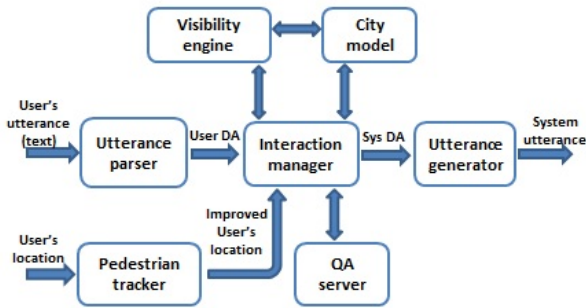 Visibility
engine
City
model
User's
utterance
(text)
Utterance
parser
User DA
Interaction
manager
Sys DA
Utterance
generator
System
utterance
User's
location
Pedestrian
tracker
Improved
User's
location
QA
server